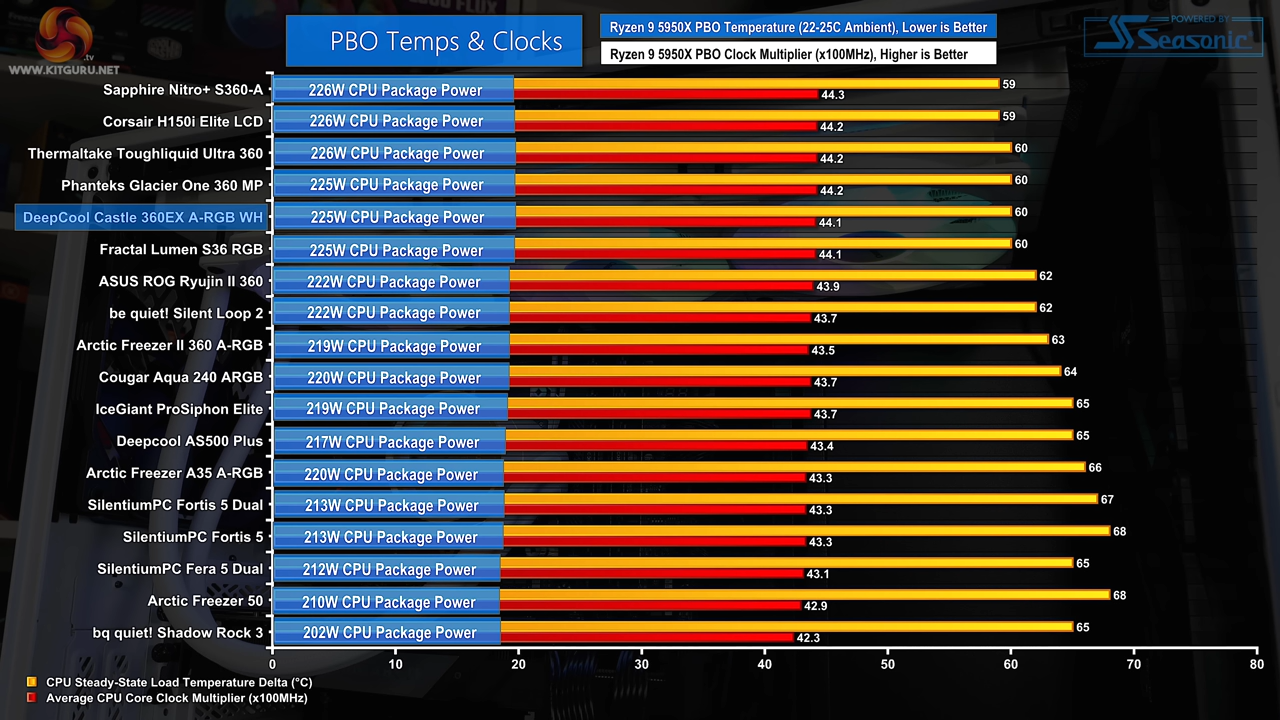 PBO Temps & Clocks
Ryzen 9 5950X PBO Temperature (22-25C Ambient), Lower is Better
Ryzen 9 5950X PBO Clock Multiplier (x100MHz), Higher is Better
POWERED BY
Seasonic
.tv
WWW.KITGURU.NET
Sapphire Nitro+ S360-A 226W CPU Package Power 59 44.3
Corsair H150i Elite LCD 226W CPU Package Power 59 44.2
Thermaltake Toughliquid Ultra 360 226W CPU Package Power 60 44.2
Phanteks Glacier One 360 MP 225W CPU Package Power 60 44.2
DeepCool Castle 360EX A-RGB WH 225W CPU Package Power 60 44.1
Fractal Lumen S36 RGB 225W CPU Package Power 60 44.1
ASUS ROG Ryujin II 360 222W CPU Package Power 62 43.9
be quiet! Silent Loop 2 222W CPU Package Power 62 43.7
Arctic Freezer II 360 A-RGB 219W CPU Package Power 63 43.5
Cougar Aqua 240 ARGB 220W CPU Package Power 64 43.7
IceGiant ProSiphon Elite 219W CPU Package Power 65 43.7
Deepcool AS500 Plus 217W CPU Package Power 65 43.4
Arctic Freezer A35 A-RGB 220W CPU Package Power 66 43.3
SilentiumPC Fortis 5 Dual 213W CPU Package Power 67 43.3
SilentiumPC Fortis 5 213W CPU Package Power 68 43.3
SilentiumPC Fera 5 Dual 212W CPU Package Power 65 43.1
Arctic Freezer 50 210W CPU Package Power 68 42.9
bq quiet! Shadow Rock 3 202W CPU Package Power 65 42.3
0 10 20 30 40 50 60 70 80
CPU Steady-State Load Temperature Delta (°C)
Average CPU Core Clock Multiplier (x100MHz)